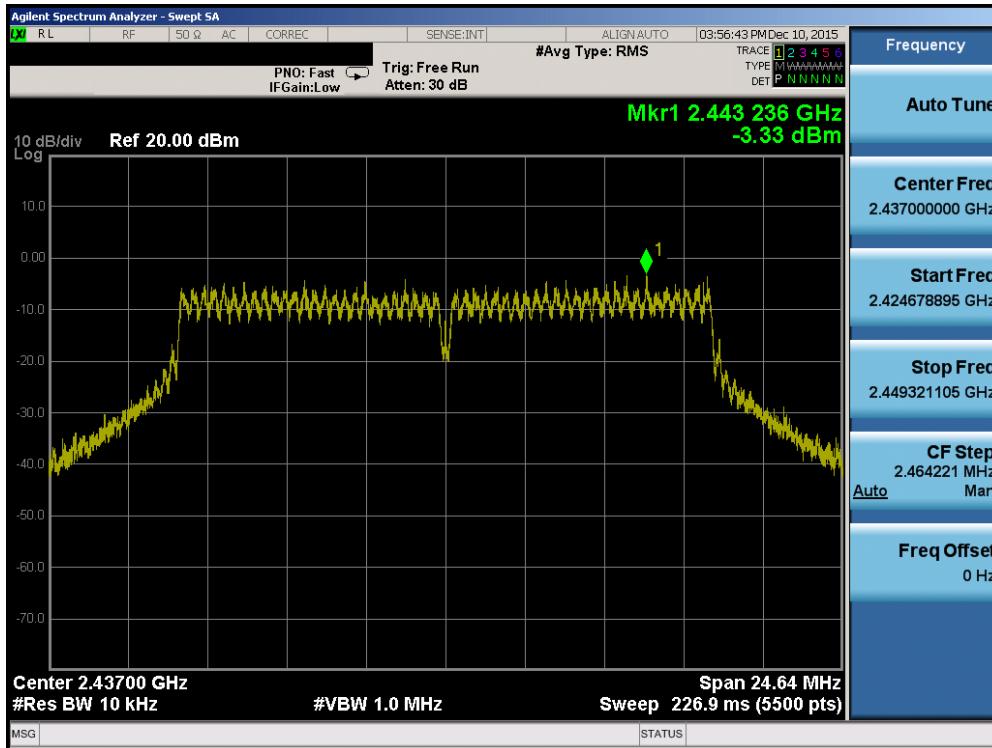 Agilent Spectrum Analyzer - Swept SA
LXI RL RF 50 Ω AC CORREC SENSE:INT ALIGN AUTO 03:56:43 PM Dec 10, 2015
#Avg Type: RMS TRACE 1 2 3 4 5 6
PNO: Fast Trig: Free Run TYPE M WWWWW
IFGain:Low Atten: 30 dB DET P N N N N N
Mkr1 2.443 236 GHz
-3.33 dBm
10 dB/div Ref 20.00 dBm
Log
10.0
1
0.00
-10.0
-20.0
-30.0
-40.0
-50.0
-60.0
-70.0
Center 2.43700 GHz Span 24.64 MHz
#Res BW 10 kHz #VBW 1.0 MHz Sweep 226.9 ms (5500 pts)
MSG STATUS
Frequency
Auto Tune
Center Freq
2.437000000 GHz
Start Freq
2.424678895 GHz
Stop Freq
2.449321105 GHz
CF Step
2.464221 MHz
Auto Man
Freq Offset
0 Hz